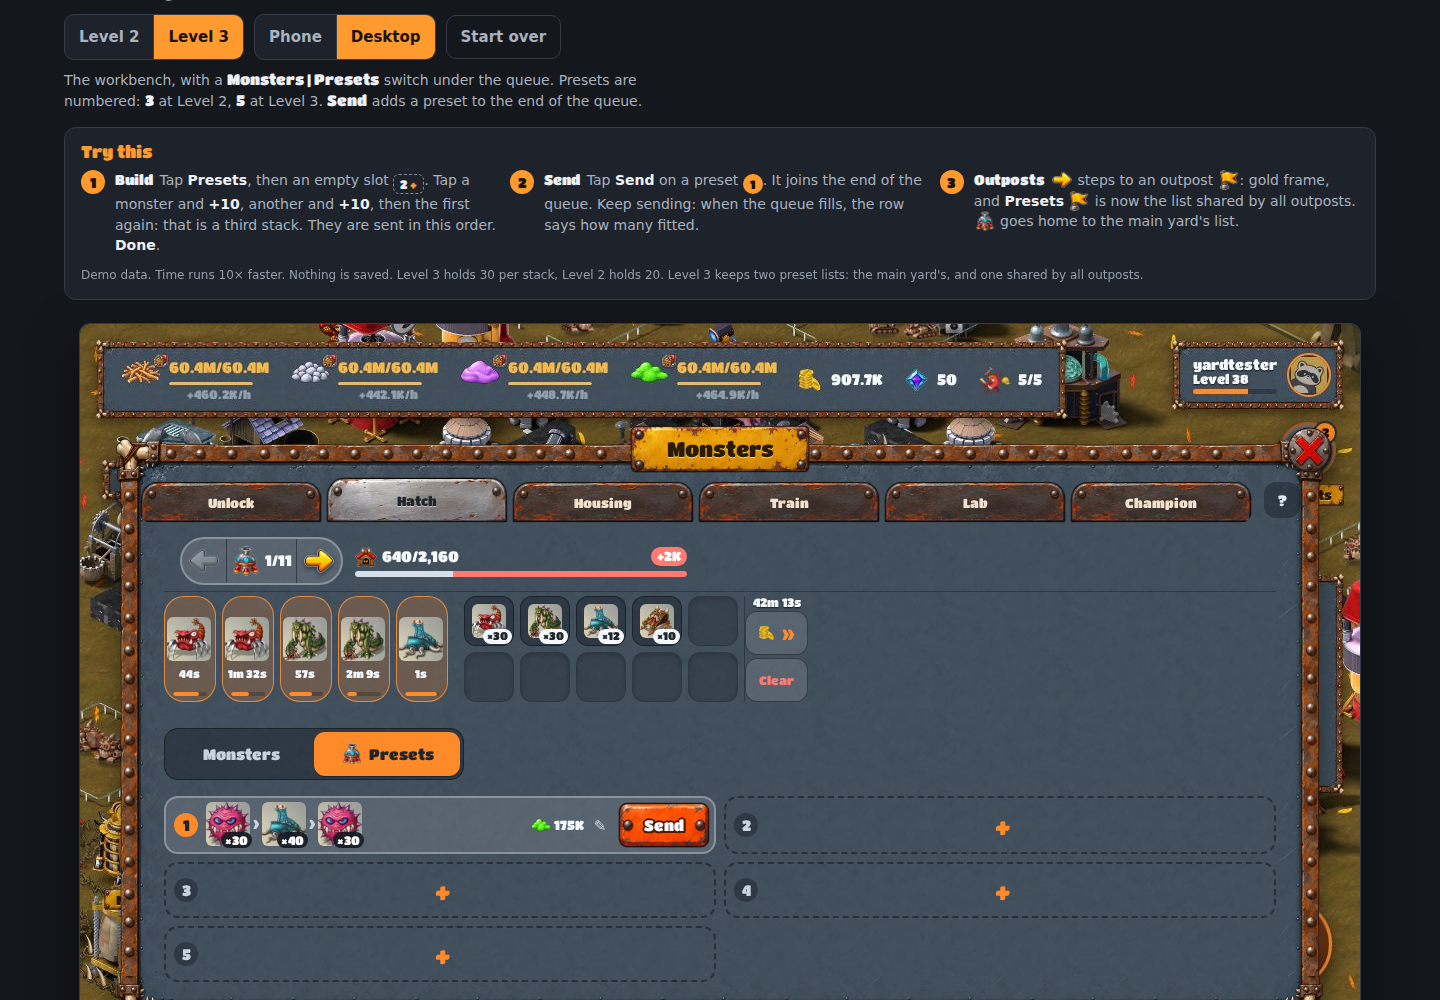 Level 2
Level 3
Phone
Desktop
Start over
The workbench, with a Monsters|Presets switch under the queue. Presets are
numbered: 3 at Level 2, 5 at Level 3. Send adds a preset to the end of the queue.
Try this
1
Build Tap Presets, then an empty slot 2 +. Tap a
monster and +10, another and +10, then the first
again: that is a third stack. They are sent in this order.
Done.
2
Send Tap Send on a preset 1. It joins the end of the
queue. Keep sending: when the queue fills, the row
says how many fitted.
3
Outposts steps to an outpost : gold frame,
and Presets is now the list shared by all outposts.
goes home to the main yard's list.
Demo data. Time runs 10× faster. Nothing is saved. Level 3 holds 30 per stack, Level 2 holds 20. Level 3 keeps two preset lists: the main yard's, and one shared by all outposts.
60.4M/60.4M
+460.2K/h
60.4M/60.4M
+442.1K/h
60.4M/60.4M
+448.7K/h
60.4M/60.4M
+464.9K/h
907.7K
50
5/5
yardtester
Level 38
Monsters
Unlock
Hatch
Housing
Train
Lab
Champion
?
ts
1/11
640/2,160
+2K
44s
1m 32s
57s
2m 9s
1s
×30
×30
×12
×10
42m 13s
»
Clear
Monsters
Presets
1
×30
›
×40
›
×30
175K
✎
Send
2
+
3
+
4
+
5
+